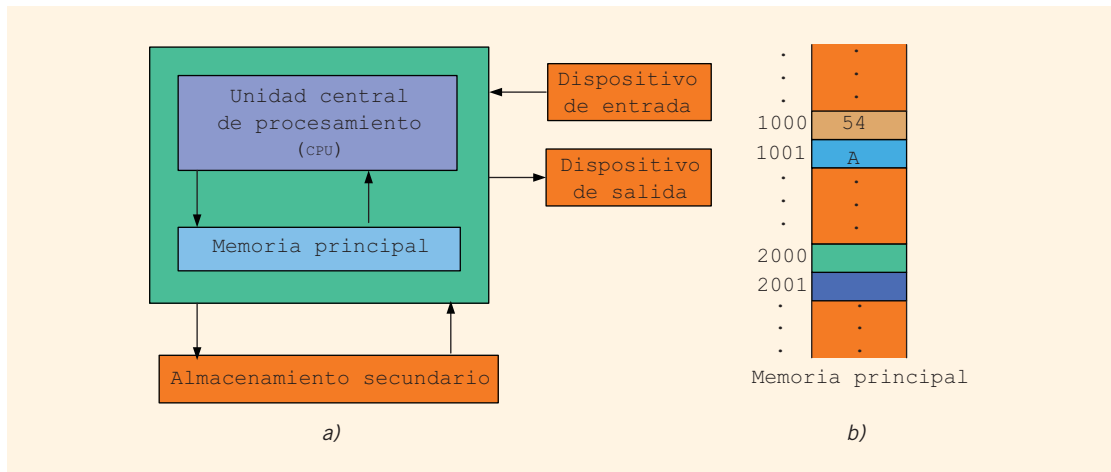 Unidad central
de procesamiento
(CPU)
Memoria principal
Almacenamiento secundario
Dispositivo
de entrada
Dispositivo
de salida
a)
1000 54
1001 A
2000
2001
Memoria principal
b)